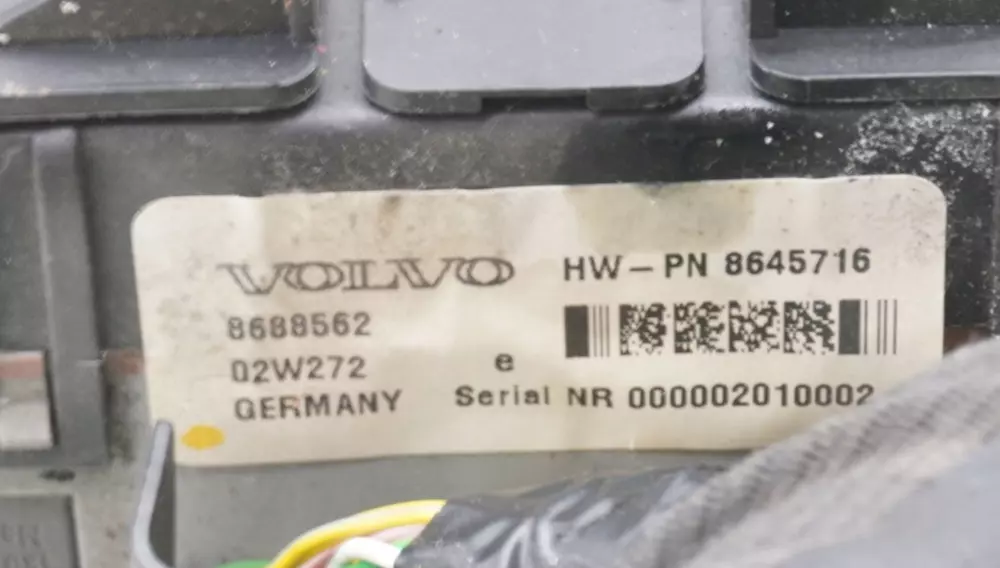 VOLVO
8688562
02W272
GERMANY
HW-PN 8645716
e
Serial NR 000002010002